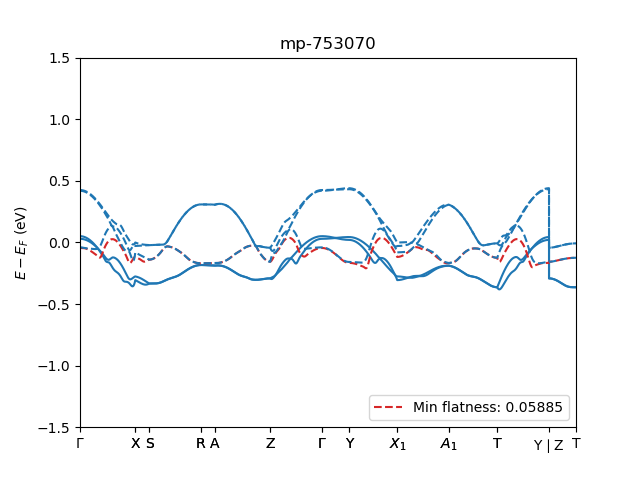 mp-753070
1.5
1.0
0.5
0.0
−0.5
−1.0
−1.5
E − E_F (eV)
Min flatness: 0.05885
Γ X S R A Z Γ Y X₁ A₁ T Y | Z T